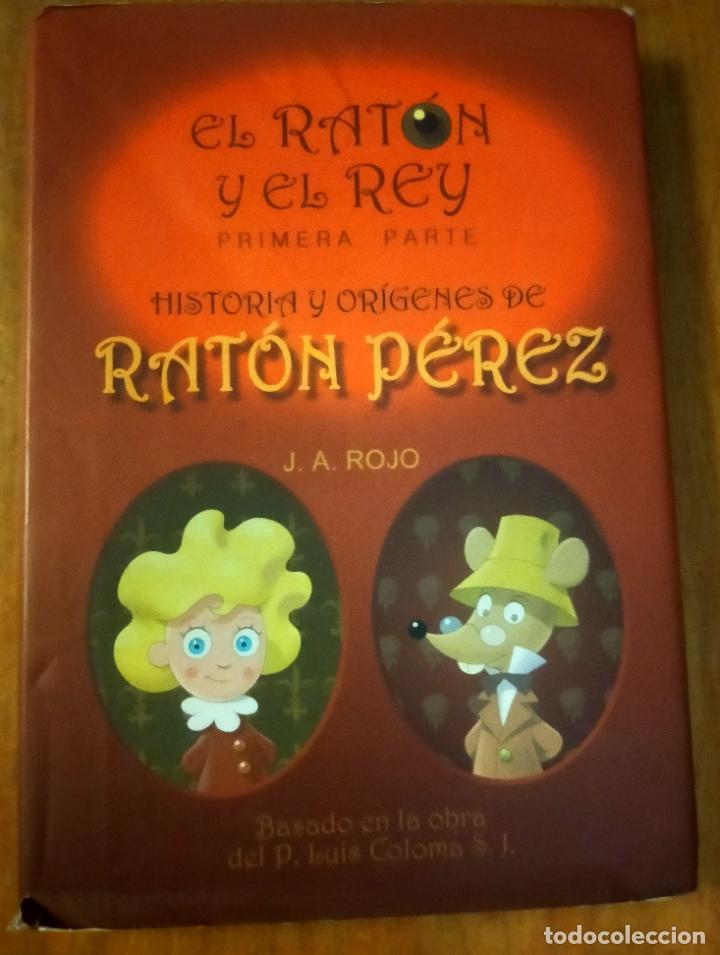 EL RATÓN
Y EL REY
PRIMERA PARTE
HISTORIA Y ORÍGENES DE
RATÓN PÉREZ
J. A. ROJO
Basado en la obra
del P. Luis Coloma S. J.
todocoleccion